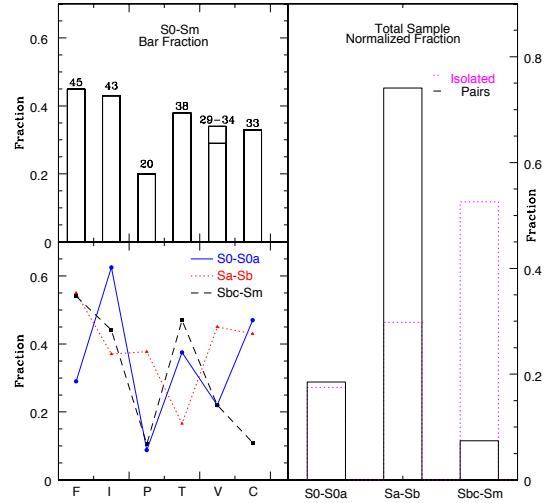 S0-Sm
Bar Fraction
0.6
0.4
0.2
0
Fraction
45
43
20
38
29-34
33
0.6
0.4
0.2
0
Fraction
S0-S0a
Sa-Sb
Sbc-Sm
F I P T V C
Total Sample
Normalized Fraction
Isolated
Pairs
0.8
0.6
0.4
0.2
0
Fraction
S0-S0a Sa-Sb Sbc-Sm